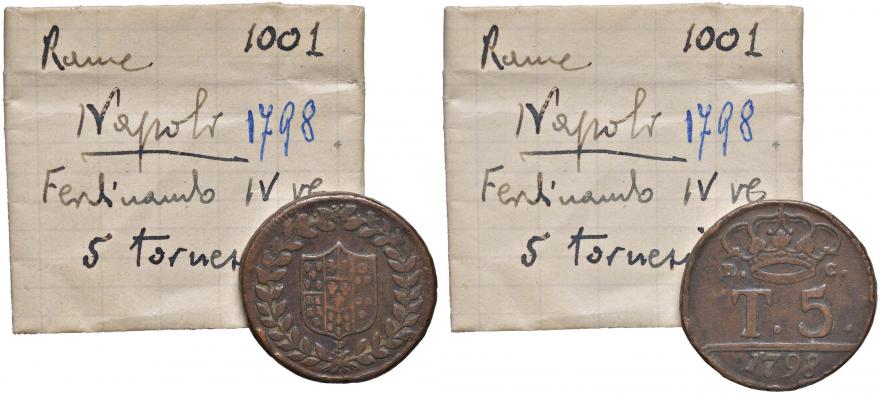 Rame 1001
Napoli 1798
Ferdinando IV re
5 tornes
Rame 1001
Napoli 1798
Ferdinando IV re
5 tornesi
C.
T. 5
1798